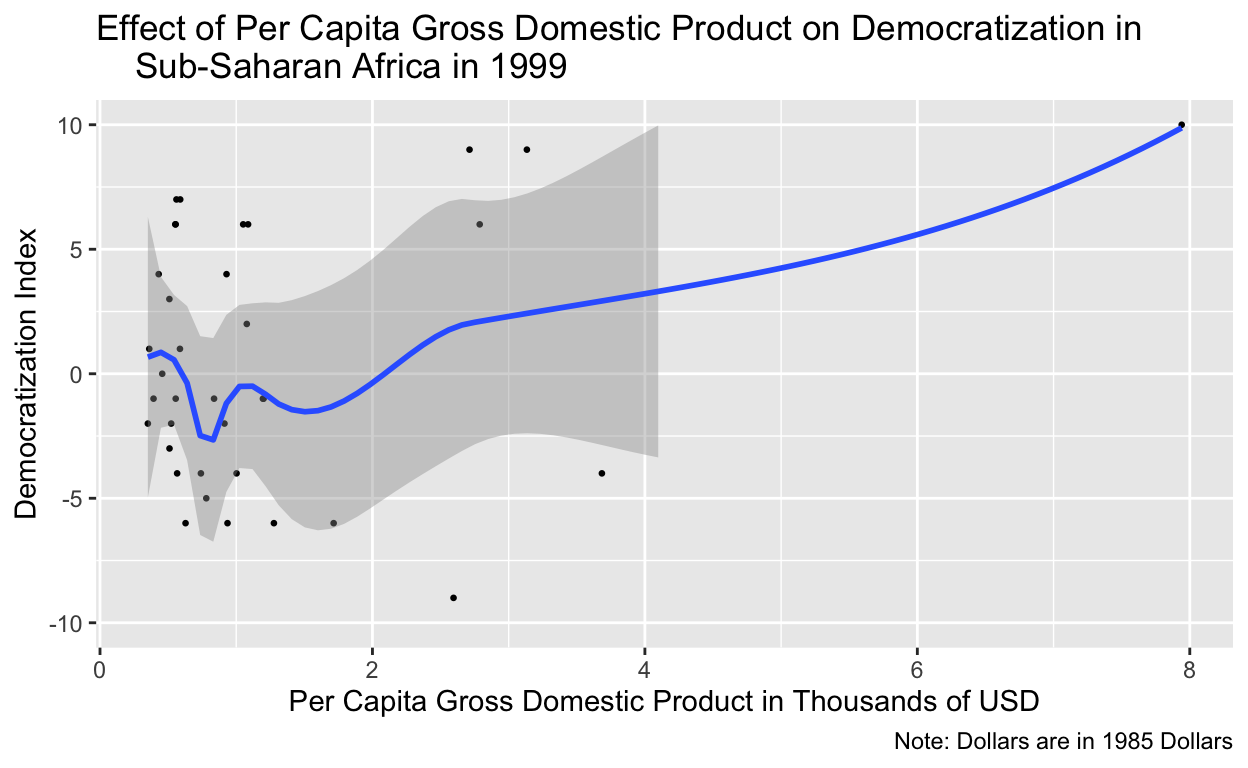 Effect of Per Capita Gross Domestic Product on Democratization in
Sub-Saharan Africa in 1999
Democratization Index
10
5
0
-5
-10
0 2 4 6 8
Per Capita Gross Domestic Product in Thousands of USD
Note: Dollars are in 1985 Dollars